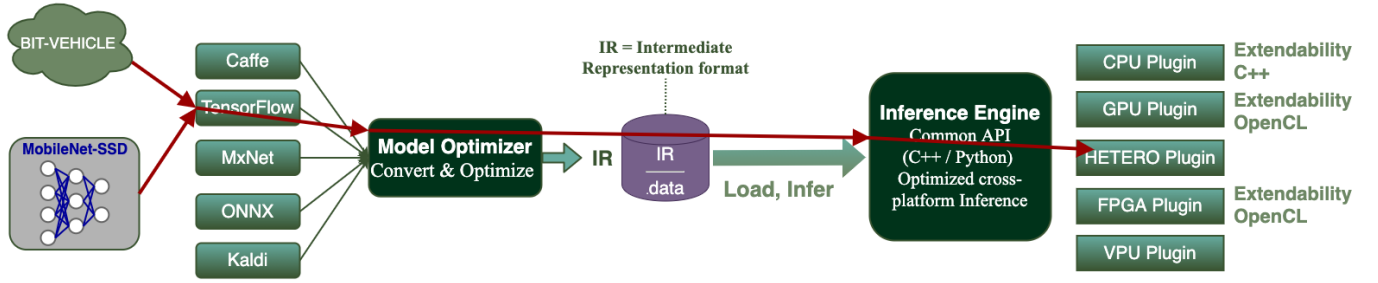 BIT-VEHICLE
MobileNet-SSD
Caffe
TensorFlow
MxNet
ONNX
Kaldi
Model Optimizer
Convert & Optimize
IR
IR = Intermediate
Representation format
IR
.data
Load, Infer
Inference Engine
Common API
(C++ / Python)
Optimized cross-
platform Inference
CPU Plugin
Extendability
C++
GPU Plugin
Extendability
OpenCL
HETERO Plugin
FPGA Plugin
Extendability
OpenCL
VPU Plugin